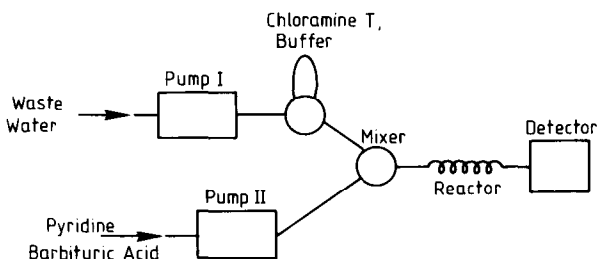 Chloramine T,
Buffer
Pump I
Waste
Water
Mixer
Detector
Reactor
Pump II
Pyridine
Barbituric Acid